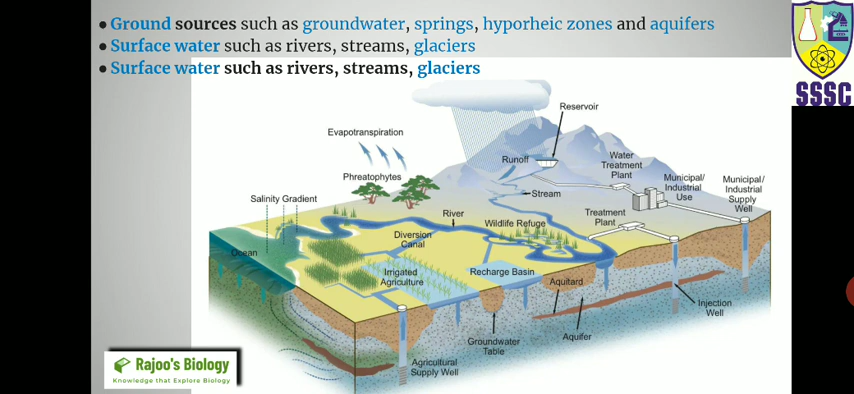 ● Ground sources such as groundwater, springs, hyporheic zones and aquifers
● Surface water such as rivers, streams, glaciers
● Surface water such as rivers, streams, glaciers
SSSC
Reservoir
Evapotranspiration
Runoff
Water
Treatment
Plant
Phreatophytes
Municipal/
Industrial
Use
Municipal/
Industrial
Supply
Well
Stream
Salinity Gradient
River
Wildlife Refuge
Treatment
Plant
Diversion
Canal
Ocean
Irrigated
Agriculture
Recharge Basin
Aquitard
Injection
Well
Aquifer
Groundwater
Table
Agricultural
Supply Well
Rajoo's Biology
Knowledge that Explore Biology